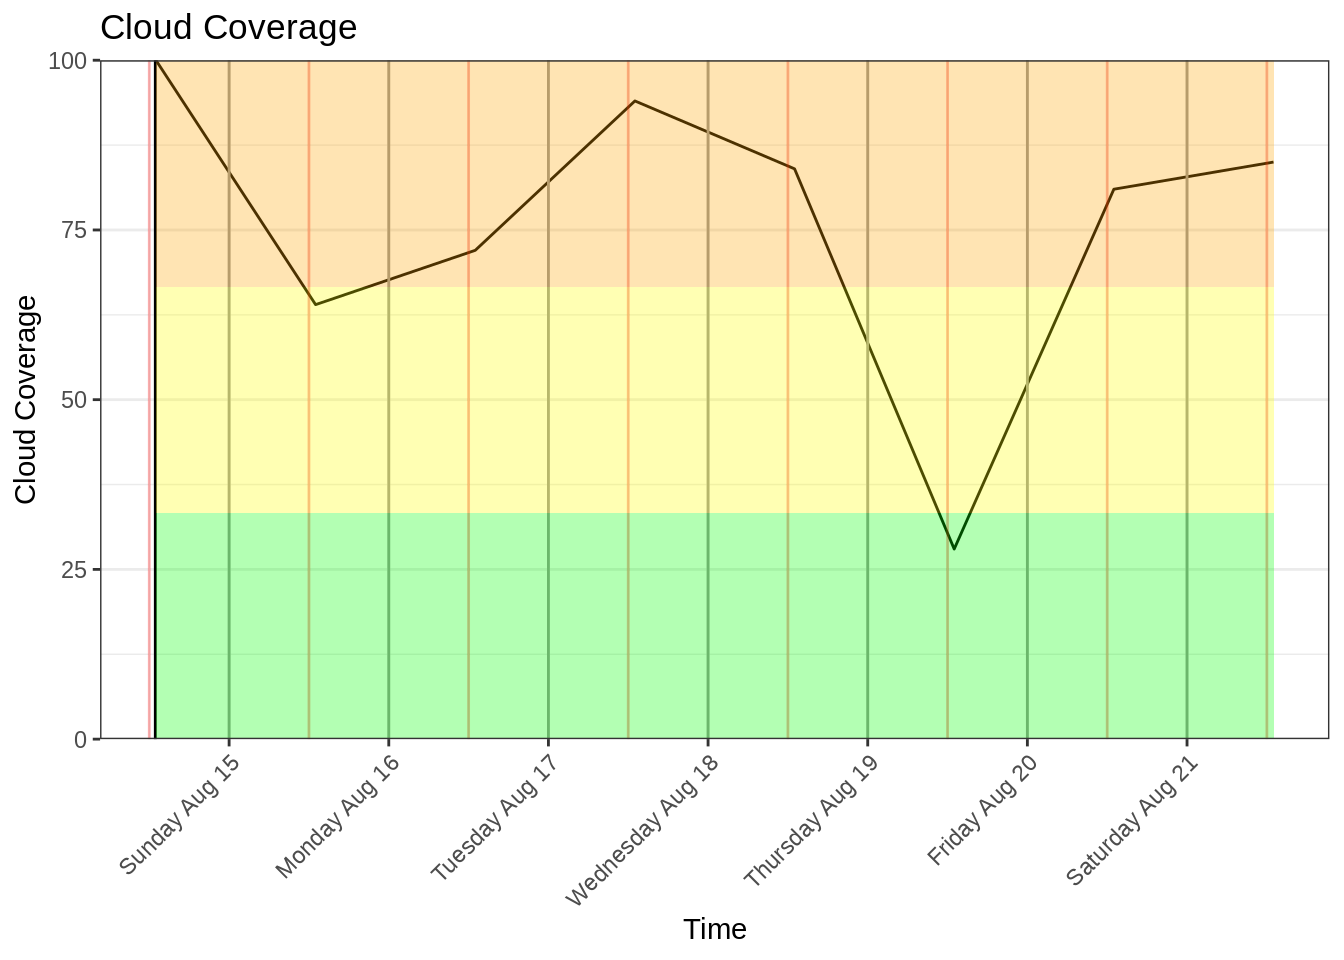 Cloud Coverage
Cloud Coverage
100
75
50
25
0
Sunday Aug 15
Monday Aug 16
Tuesday Aug 17
Wednesday Aug 18
Thursday Aug 19
Friday Aug 20
Saturday Aug 21
Time